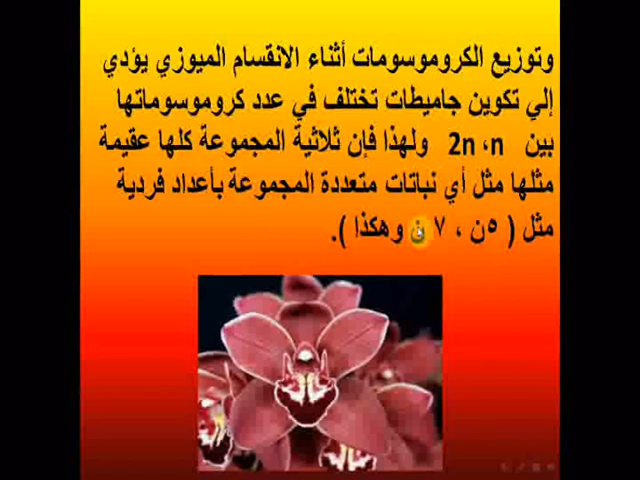 وتوزيع الكروموسومات أثناء الانقسام الميوزي يؤدي
إلي تكوين جاميطات تختلف في عدد كروموسوماتها
بين 2n ،n ولهذا فإن ثلاثية المجموعة كلها عقيمة
مثلها مثل أي نباتات متعددة المجموعة بأعداد فردية
مثل ( ٥ن ، ٧ ن وهكذا ).